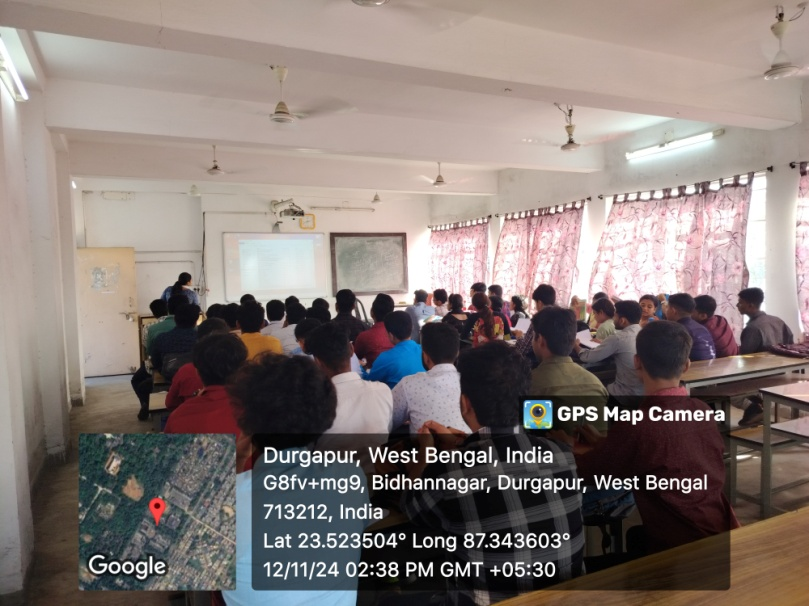 GPS Map Camera
Durgapur, West Bengal, India
G8fv+mg9, Bidhannagar, Durgapur, West Bengal
713212, India
Lat 23.523504° Long 87.343603°
12/11/24 02:38 PM GMT +05:30
Google